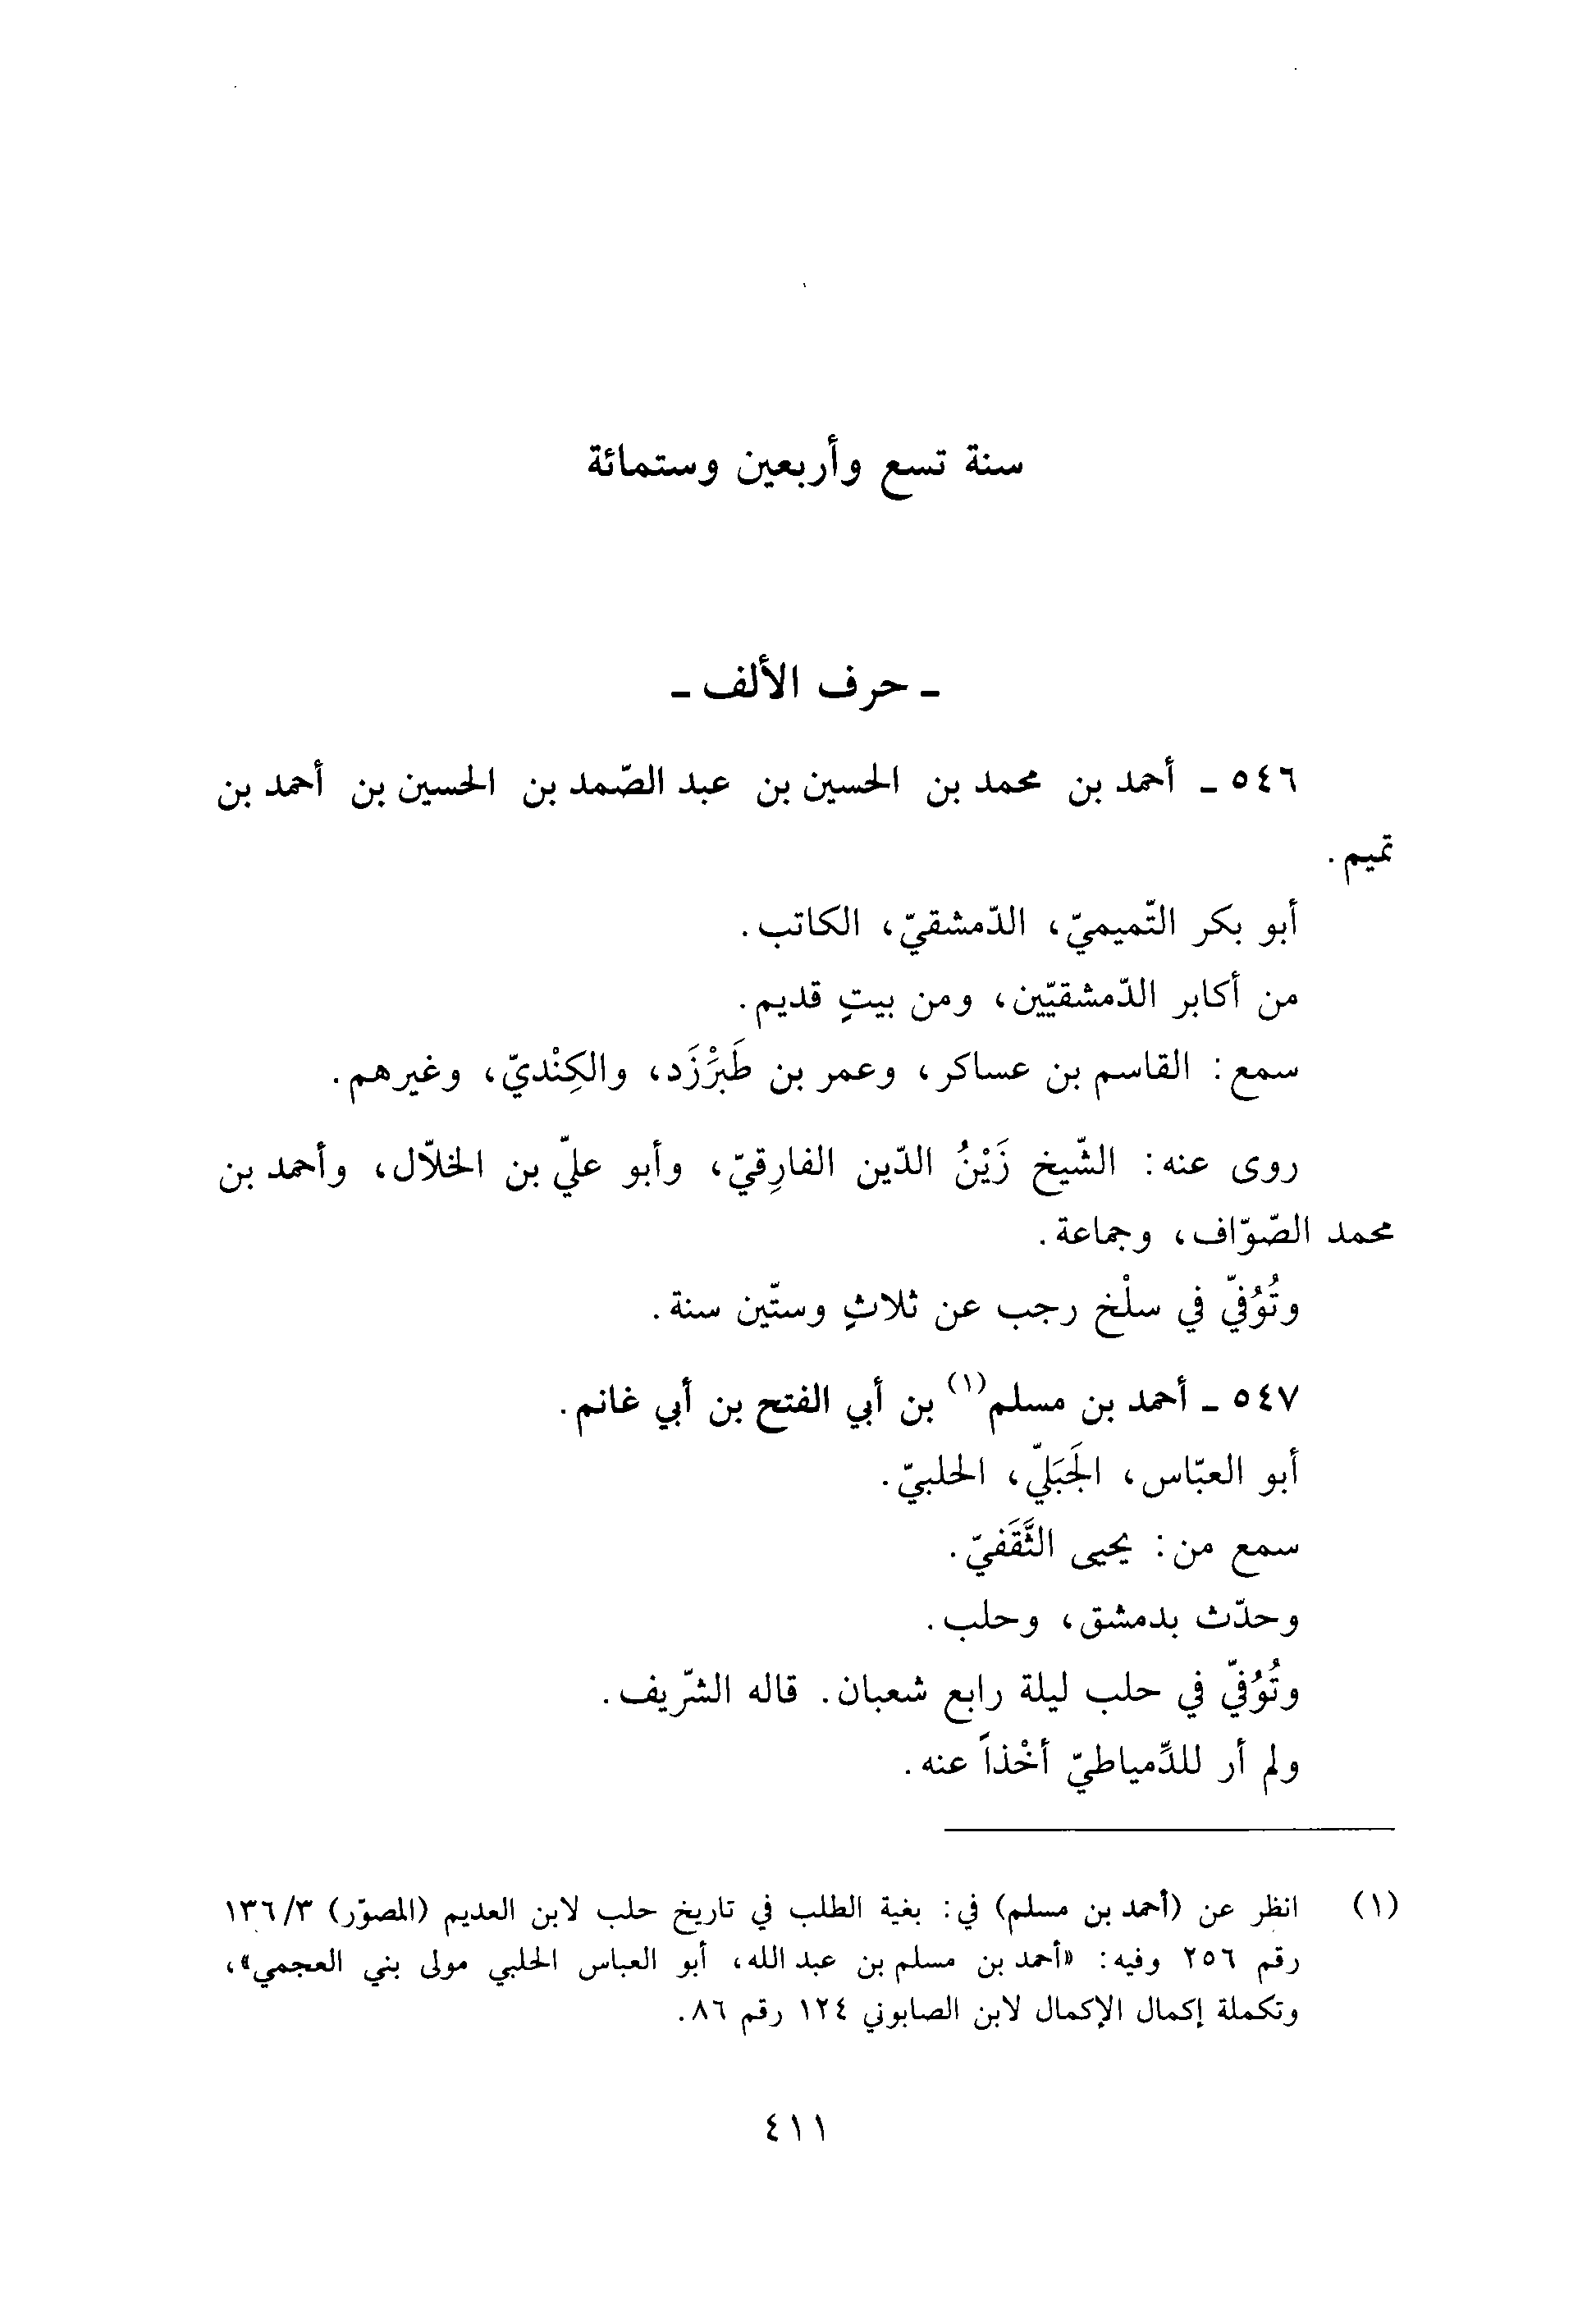 سنة تسع وأربعين وستمائة
ـ حرف الألف ـ
٥٤٦ ـ أحمد بن محمد بن الحسين بن عبد الصّمد بن الحسين بن أحمد بن
تميم.
أبو بكر التّميميّ، الدّمشقيّ، الكاتب.
من أكابر الدّمشقيّين، ومن بيتٍ قديم.
سمع: القاسم بن عساكر، وعمر بن طَبَرْزَد، والكِنْديّ، وغيرهم.
روى عنه: الشّيخ زَيْنُ الدّين الفارِقيّ، وأبو عليّ بن الخلّال، وأحمد بن
محمد الصّوّاف، وجماعة.
وتُوُفّي في سلْخ رجب عن ثلاثٍ وستّين سنة.
٥٤٧ ـ أحمد بن مسلم(١) بن أبي الفتح بن أبي غانم.
أبو العبّاس، الجَبَليّ، الحلبيّ.
سمع من: يحيى الثَّقَفيّ.
وحدّث بدمشق، وحلب.
وتُوُفّي في حلب ليلة رابع شعبان. قاله الشّريف.
ولم أر للدِّمياطيّ أخْذاً عنه.
(١) انظر عن (أحمد بن مسلم) في: بغية الطلب في تاريخ حلب لابن العديم (المصوّر) ١٣٦/٣
رقم ٢٥٦ وفيه: «أحمد بن مسلم بن عبد الله، أبو العباس الحلبي مولى بني العجمي»،
وتكملة إكمال الإكمال لابن الصابوني ١٢٤ رقم ٨٦.
٤١١